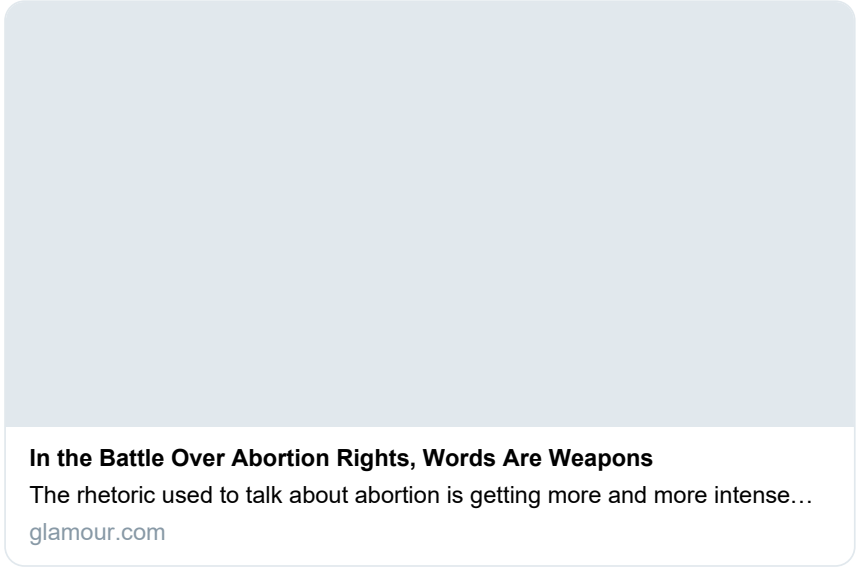 In the Battle Over Abortion Rights, Words Are Weapons
The rhetoric used to talk about abortion is getting more and more intense…
glamour.com